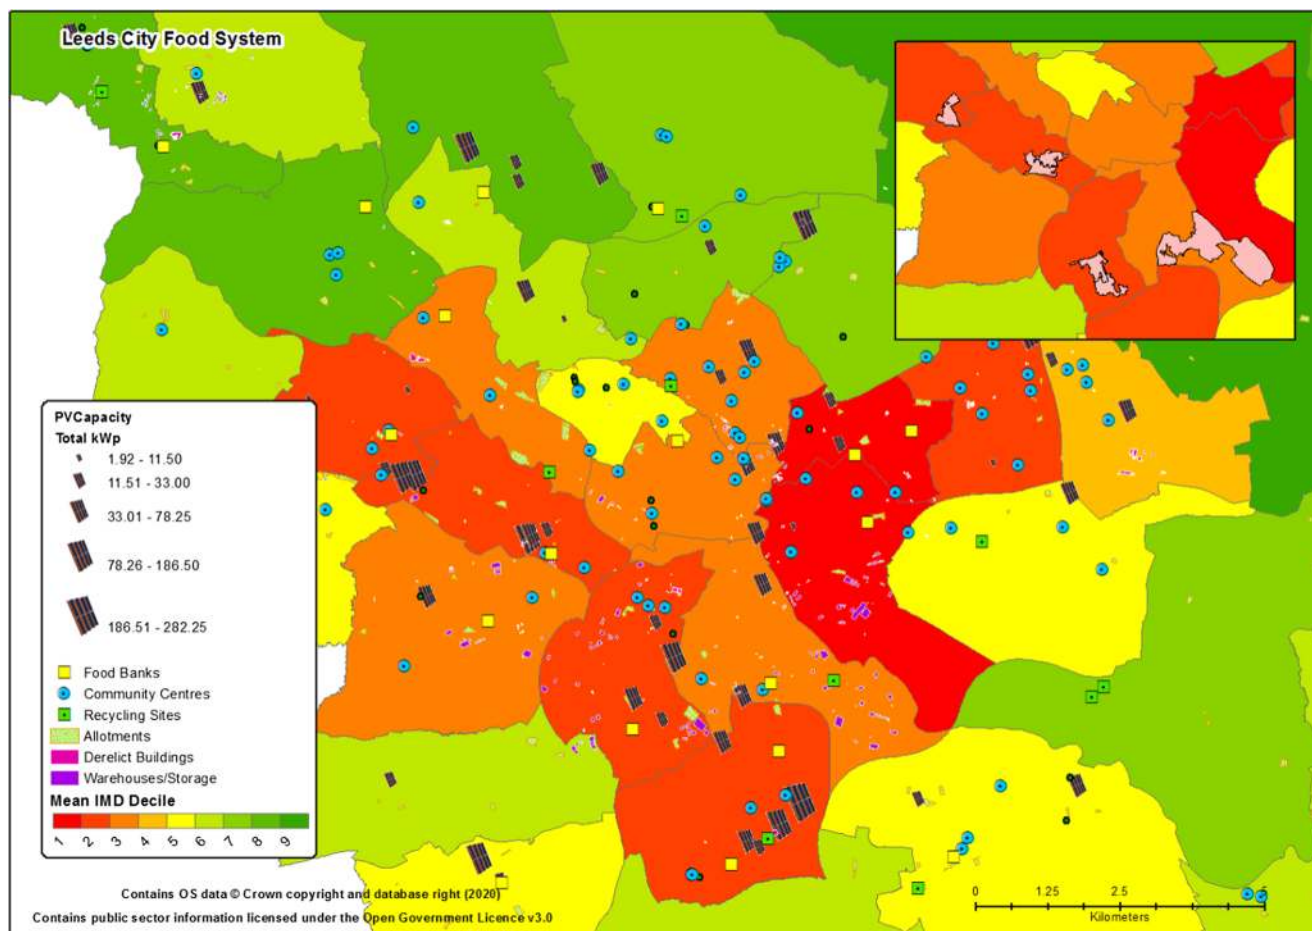 Leeds City Food System
PVCapacity
Total kWp
1.92 - 11.50
11.51 - 33.00
33.01 - 78.25
78.26 - 186.50
186.51 - 282.25
Food Banks
Community Centres
Recycling Sites
Allotments
Derelict Buildings
Warehouses/Storage
Mean IMD Decile
1 2 3 4 5 6 7 8 9
Contains OS data © Crown copyright and database right (2020)
Contains public sector information licensed under the Open Government Licence v3.0
0 1.25 2.5 5
Kilometers